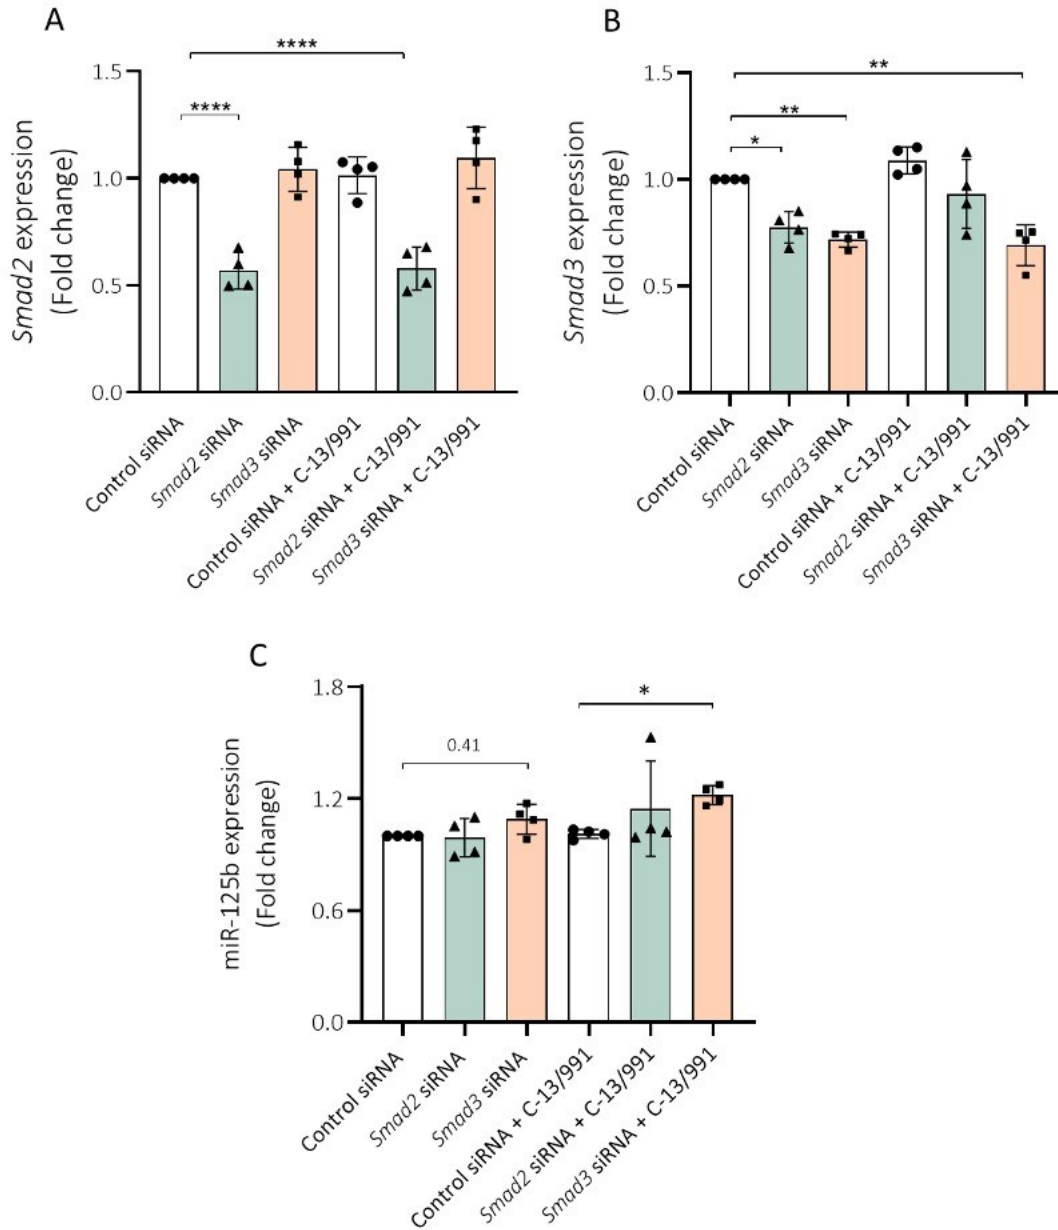 A
****
****
1.5
1.0
0.5
0.0
Smad2 expression
(Fold change)
Control siRNA
Smad2 siRNA
Smad3 siRNA
Control siRNA + C-13/991
Smad2 siRNA + C-13/991
Smad3 siRNA + C-13/991
B
**
**
*
1.5
1.0
0.5
0.0
Smad3 expression
(Fold change)
Control siRNA
Smad2 siRNA
Smad3 siRNA
Control siRNA + C-13/991
Smad2 siRNA + C-13/991
Smad3 siRNA + C-13/991
C
*
0.41
1.8
1.2
0.6
0.0
miR-125b expression
(Fold change)
Control siRNA
Smad2 siRNA
Smad3 siRNA
Control siRNA + C-13/991
Smad2 siRNA + C-13/991
Smad3 siRNA + C-13/991